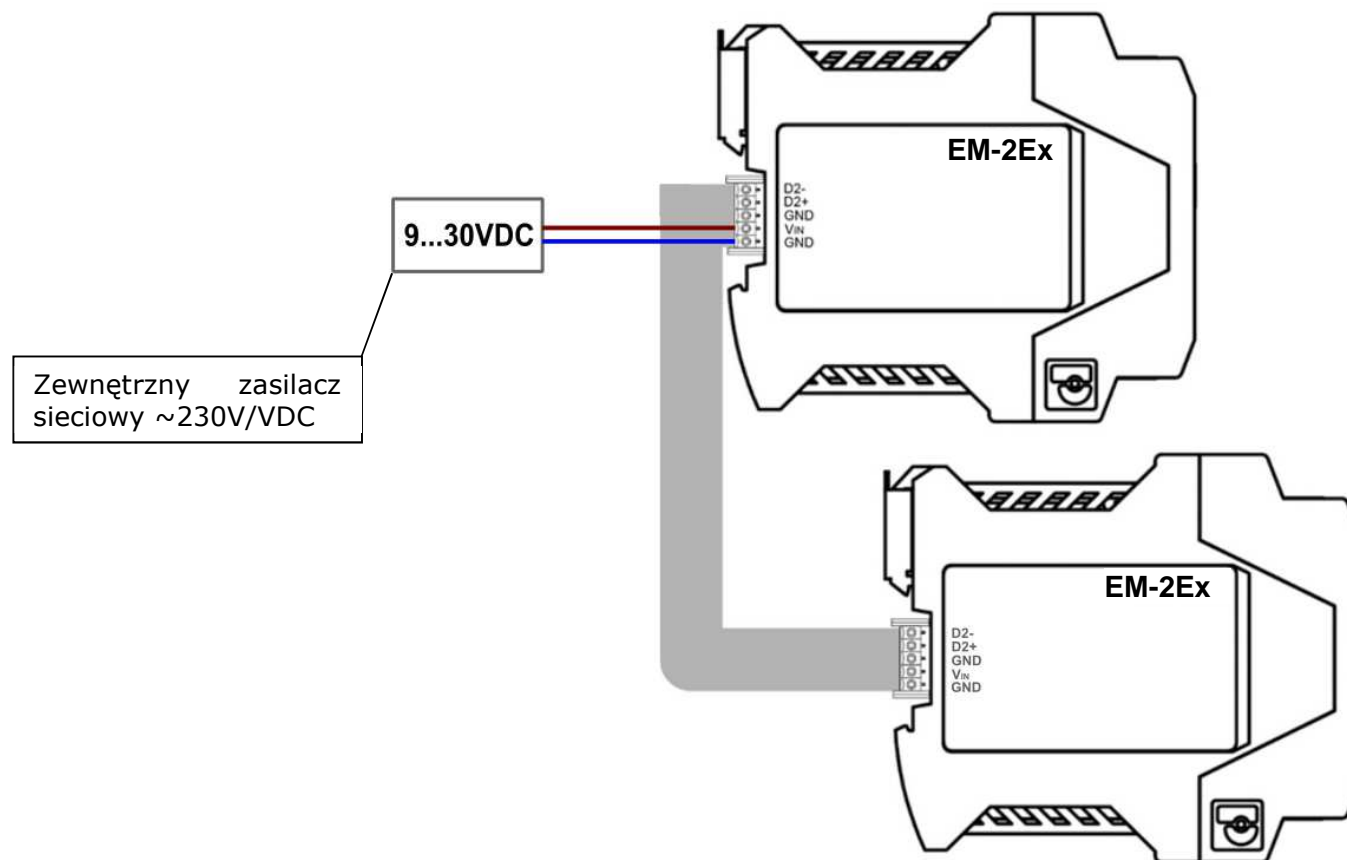 EM-2Ex
D2-
D2+
GND
VIN
GND
9...30VDC
Zewnętrzny zasilacz
sieciowy ~230V/VDC
EM-2Ex
D2-
D2+
GND
VIN
GND